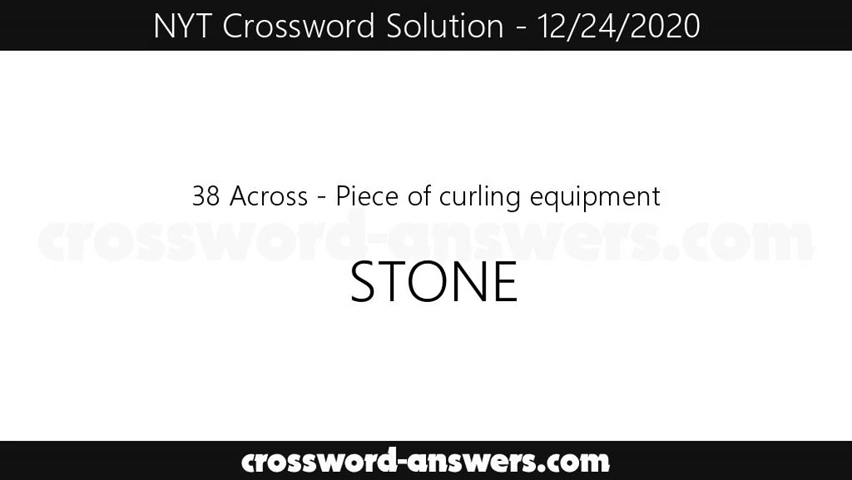 NYT Crossword Solution - 12/24/2020
38 Across - Piece of curling equipment
crossword-answers.com
STONE
crossword-answers.com